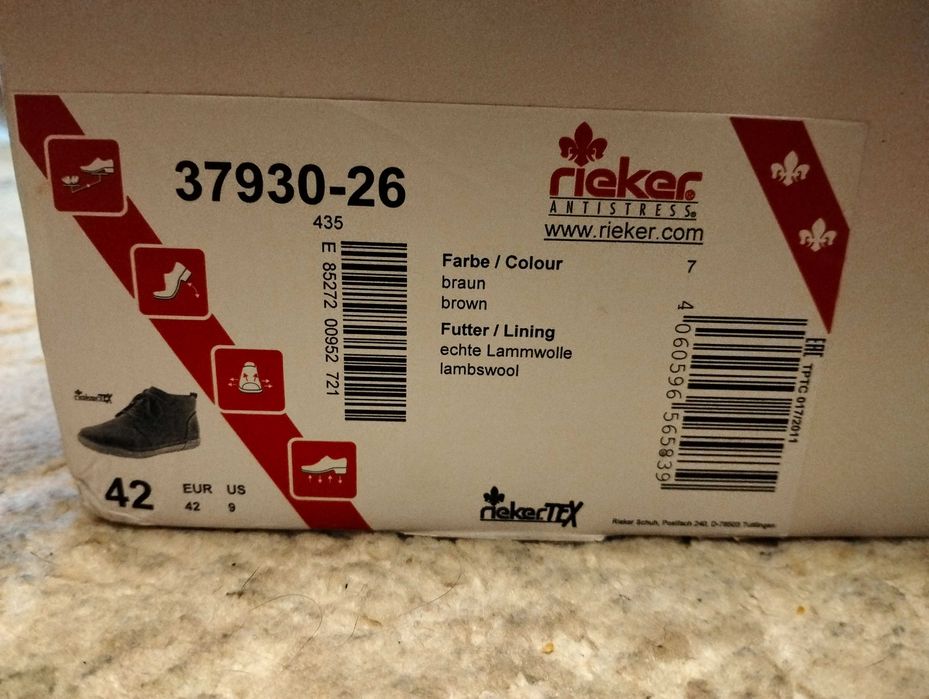 37930-26
435
E 85272 00952 721
rieker
ANTISTRESS
www.rieker.com
Farbe / Colour 7
braun
brown
Futter / Lining
echte Lammwolle
lambswool
4 060596 565839
EAC TPTC 017/2011
riekerTEX
42
EUR US
42 9
riekerTEX
Rieker Schuh, Postfach 240, D-78503 Tuttlingen